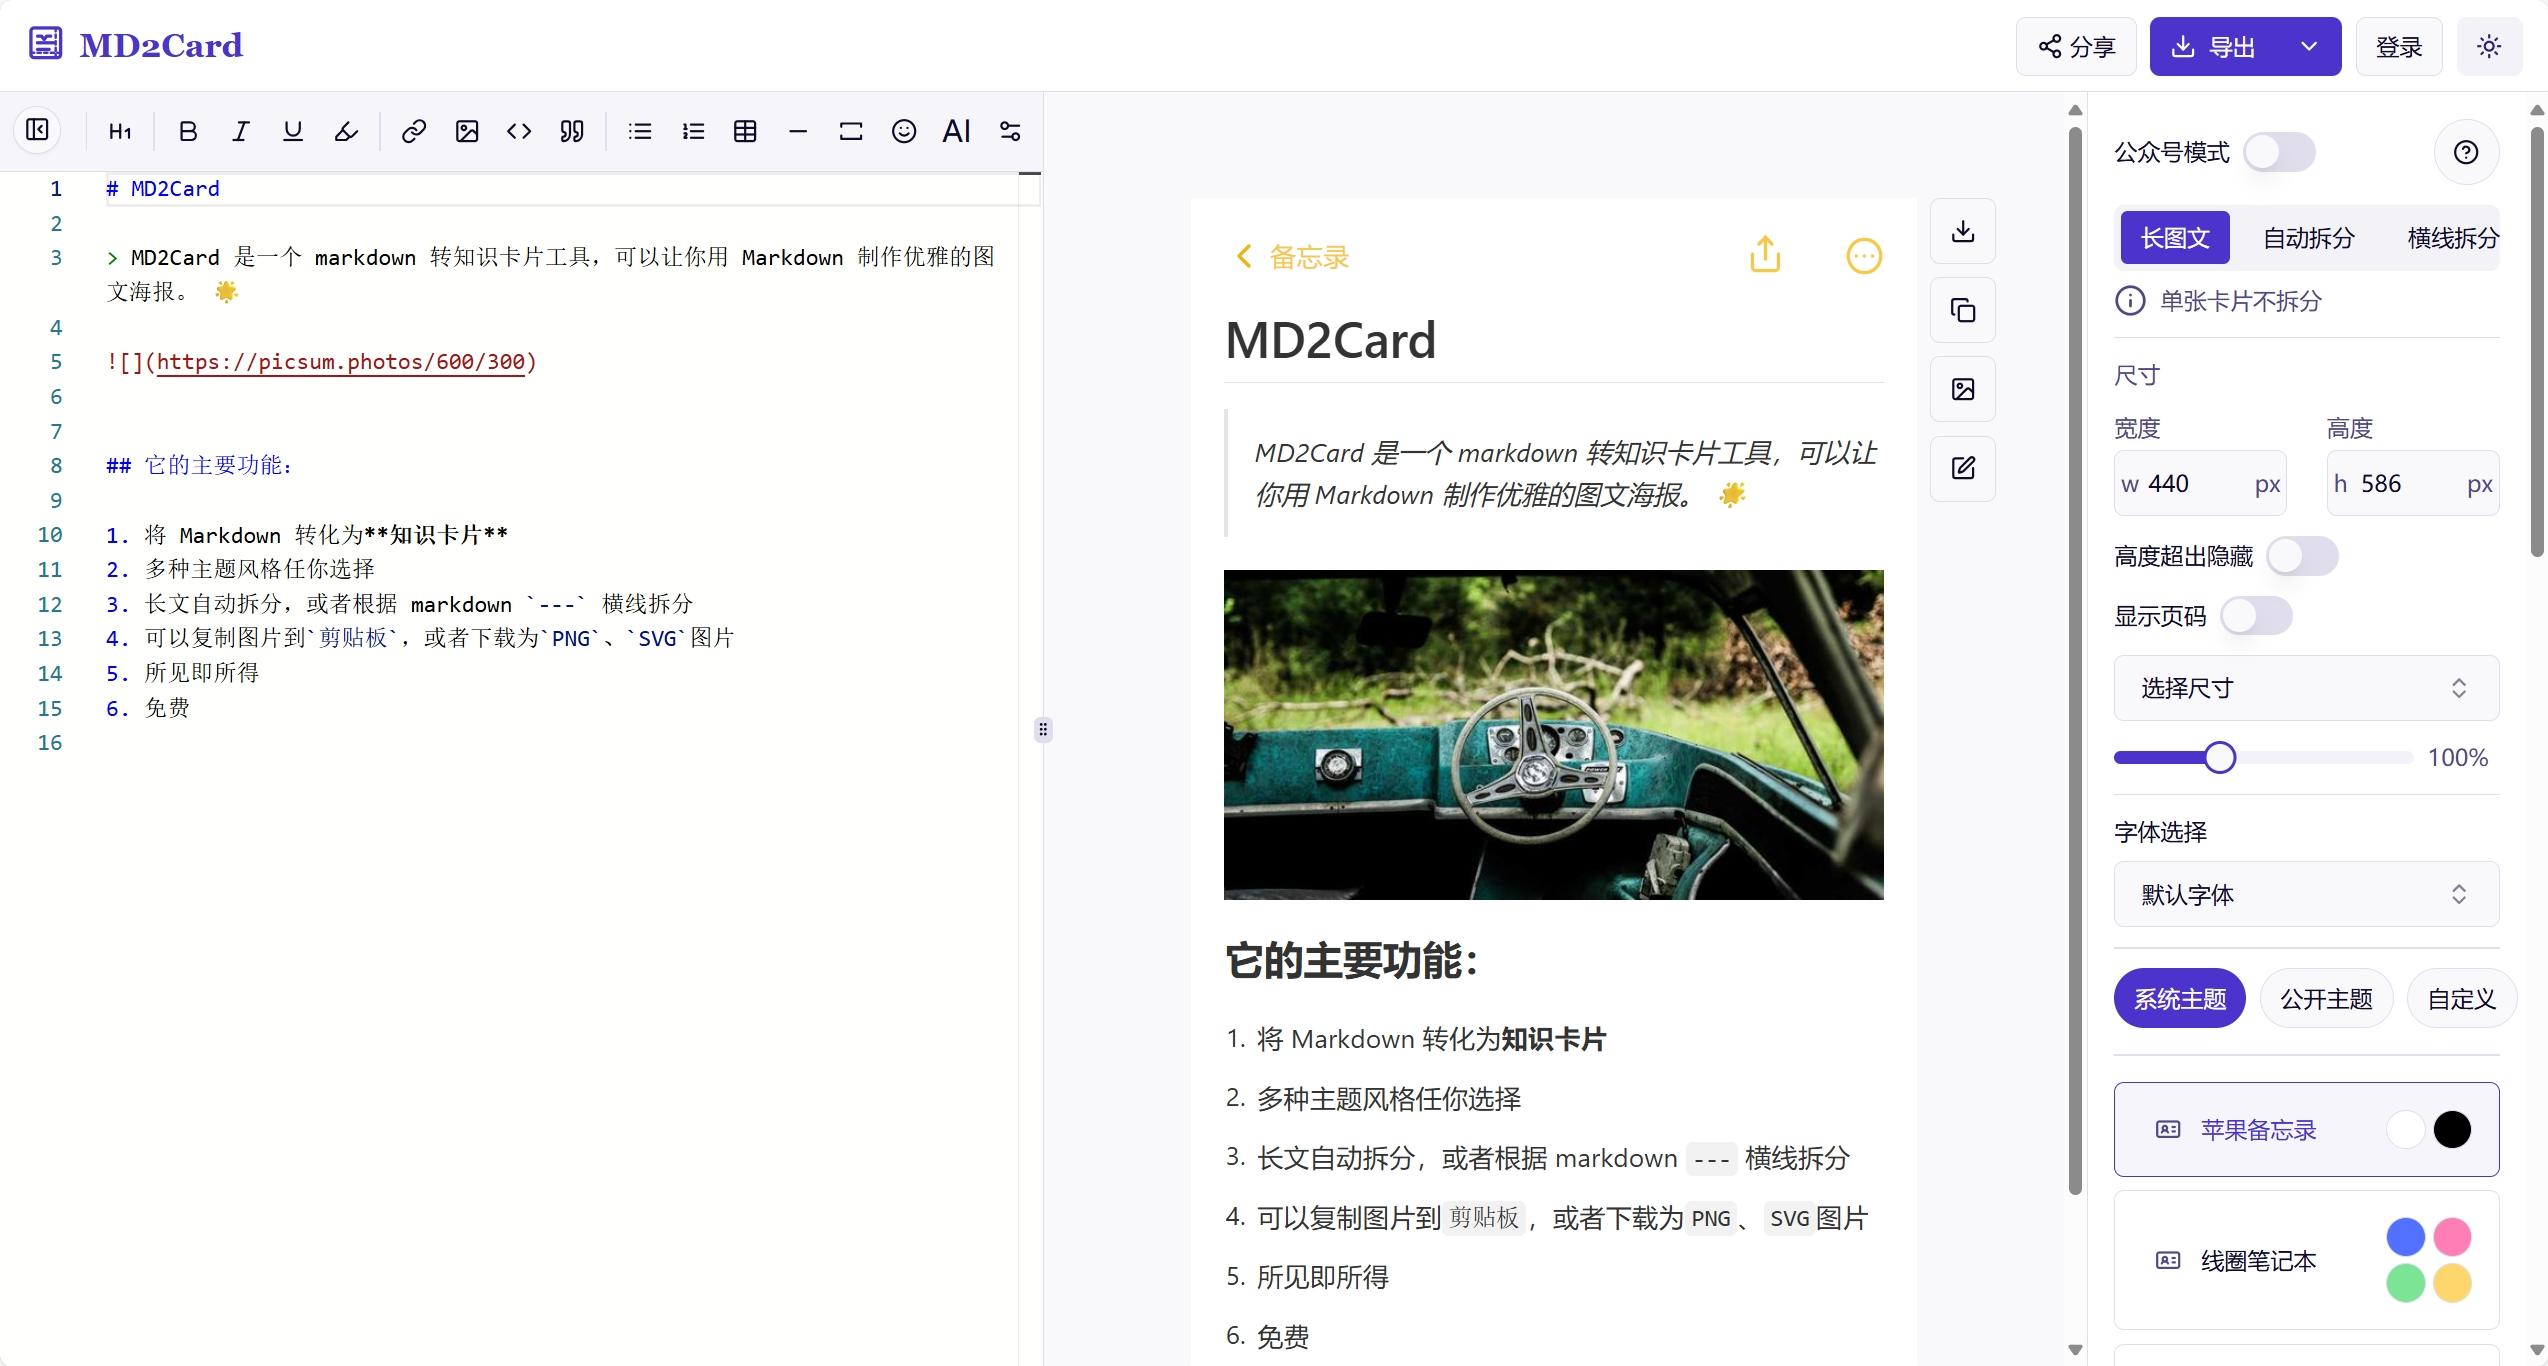 MD2Card
分享
导出
登录
H1
AI
1 # MD2Card
2
3 > MD2Card 是一个 markdown 转知识卡片工具，可以让你用 Markdown 制作优雅的图
文海报。 🌟
4
5 ![](https://picsum.photos/600/300)
6
7
8 ## 它的主要功能：
9
10 1. 将 Markdown 转化为**知识卡片**
11 2. 多种主题风格任你选择
12 3. 长文自动拆分，或者根据 markdown `---` 横线拆分
13 4. 可以复制图片到`剪贴板`，或者下载为`PNG`、`SVG`图片
14 5. 所见即所得
15 6. 免费
16
备忘录
MD2Card
MD2Card 是一个 markdown 转知识卡片工具，可以让
你用 Markdown 制作优雅的图文海报。 🌟
它的主要功能：
1. 将 Markdown 转化为知识卡片
2. 多种主题风格任你选择
3. 长文自动拆分，或者根据 markdown --- 横线拆分
4. 可以复制图片到 剪贴板 ，或者下载为 PNG 、 SVG 图片
5. 所见即所得
6. 免费
公众号模式
长图文 自动拆分 横线拆分
单张卡片不拆分
尺寸
宽度 高度
w 440 px h 586 px
高度超出隐藏
显示页码
选择尺寸
100%
字体选择
默认字体
系统主题 公开主题 自定义
苹果备忘录
线圈笔记本